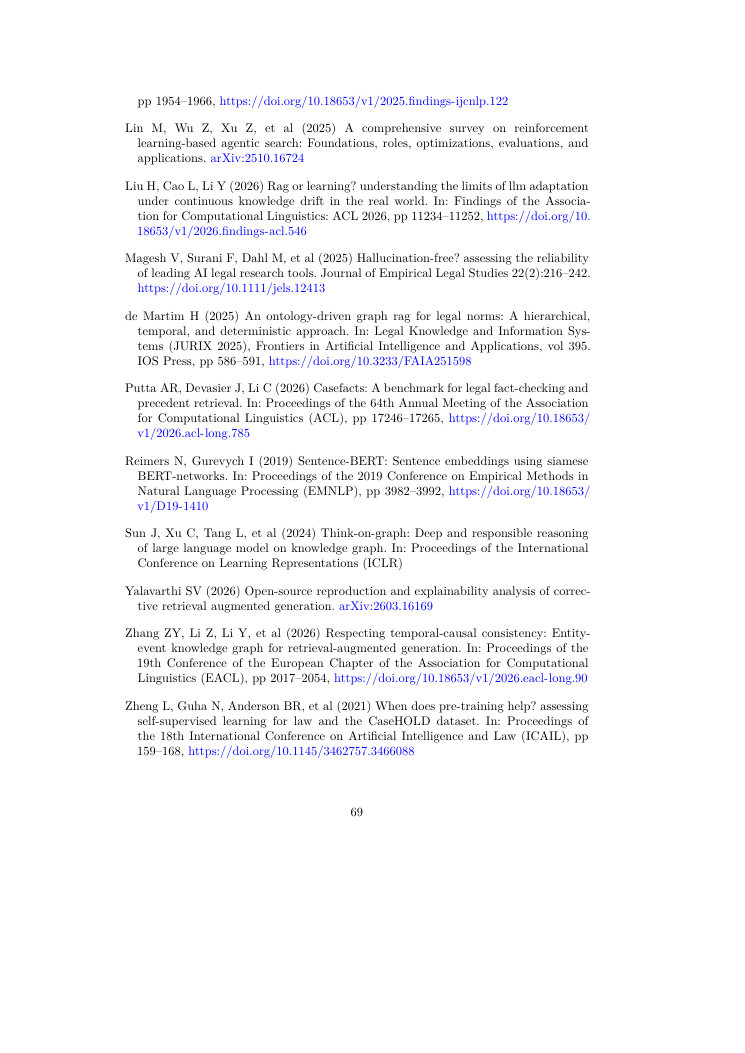 pp 1954–1966, https://doi.org/10.18653/v1/2025.findings-ijcnlp.122
Lin M, Wu Z, Xu Z, et al (2025) A comprehensive survey on reinforcement
learning-based agentic search: Foundations, roles, optimizations, evaluations, and
applications. arXiv:2510.16724
Liu H, Cao L, Li Y (2026) Rag or learning? understanding the limits of llm adaptation
under continuous knowledge drift in the real world. In: Findings of the Associa-
tion for Computational Linguistics: ACL 2026, pp 11234–11252, https://doi.org/10.
18653/v1/2026.findings-acl.546
Magesh V, Surani F, Dahl M, et al (2025) Hallucination-free? assessing the reliability
of leading AI legal research tools. Journal of Empirical Legal Studies 22(2):216–242.
https://doi.org/10.1111/jels.12413
de Martim H (2025) An ontology-driven graph rag for legal norms: A hierarchical,
temporal, and deterministic approach. In: Legal Knowledge and Information Sys-
tems (JURIX 2025), Frontiers in Artificial Intelligence and Applications, vol 395.
IOS Press, pp 586–591, https://doi.org/10.3233/FAIA251598
Putta AR, Devasier J, Li C (2026) Casefacts: A benchmark for legal fact-checking and
precedent retrieval. In: Proceedings of the 64th Annual Meeting of the Association
for Computational Linguistics (ACL), pp 17246–17265, https://doi.org/10.18653/
v1/2026.acl-long.785
Reimers N, Gurevych I (2019) Sentence-BERT: Sentence embeddings using siamese
BERT-networks. In: Proceedings of the 2019 Conference on Empirical Methods in
Natural Language Processing (EMNLP), pp 3982–3992, https://doi.org/10.18653/
v1/D19-1410
Sun J, Xu C, Tang L, et al (2024) Think-on-graph: Deep and responsible reasoning
of large language model on knowledge graph. In: Proceedings of the International
Conference on Learning Representations (ICLR)
Yalavarthi SV (2026) Open-source reproduction and explainability analysis of correc-
tive retrieval augmented generation. arXiv:2603.16169
Zhang ZY, Li Z, Li Y, et al (2026) Respecting temporal-causal consistency: Entity-
event knowledge graph for retrieval-augmented generation. In: Proceedings of the
19th Conference of the European Chapter of the Association for Computational
Linguistics (EACL), pp 2017–2054, https://doi.org/10.18653/v1/2026.eacl-long.90
Zheng L, Guha N, Anderson BR, et al (2021) When does pre-training help? assessing
self-supervised learning for law and the CaseHOLD dataset. In: Proceedings of
the 18th International Conference on Artificial Intelligence and Law (ICAIL), pp
159–168, https://doi.org/10.1145/3462757.3466088
69